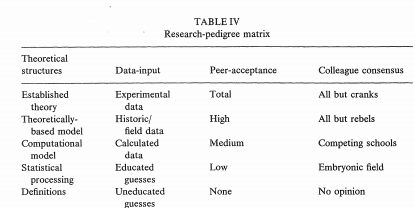 TABLE IV
Research-pedigree matrix
Theoretical structures Data-input Peer-acceptance Colleague consensus
Established theory Experimental data Total All but cranks
Theoretically-based model Historic/field data High All but rebels
Computational model Calculated data Medium Competing schools
Statistical processing Educated guesses Low Embryonic field
Definitions Uneducated guesses None No opinion